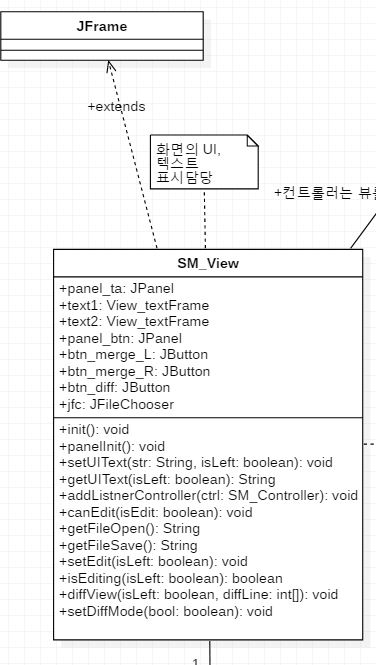 JFrame
+extends
화면의 UI,
텍스트
표시담당
+컨트롤러는 뷰를
SM_View
+panel_ta: JPanel
+text1: View_textFrame
+text2: View_textFrame
+panel_btn: JPanel
+btn_merge_L: JButton
+btn_merge_R: JButton
+btn_diff: JButton
+jfc: JFileChooser
+init(): void
+panelInit(): void
+setUIText(str: String, isLeft: boolean): void
+getUIText(isLeft: boolean): String
+addListnerController(ctrl: SM_Controller): void
+canEdit(isEdit: boolean): void
+getFileOpen(): String
+getFileSave(): String
+setEdit(isLeft: boolean): void
+isEditing(isLeft: boolean): boolean
+diffView(isLeft: boolean, diffLine: int[]): void
+setDiffMode(bool: boolean): void
1